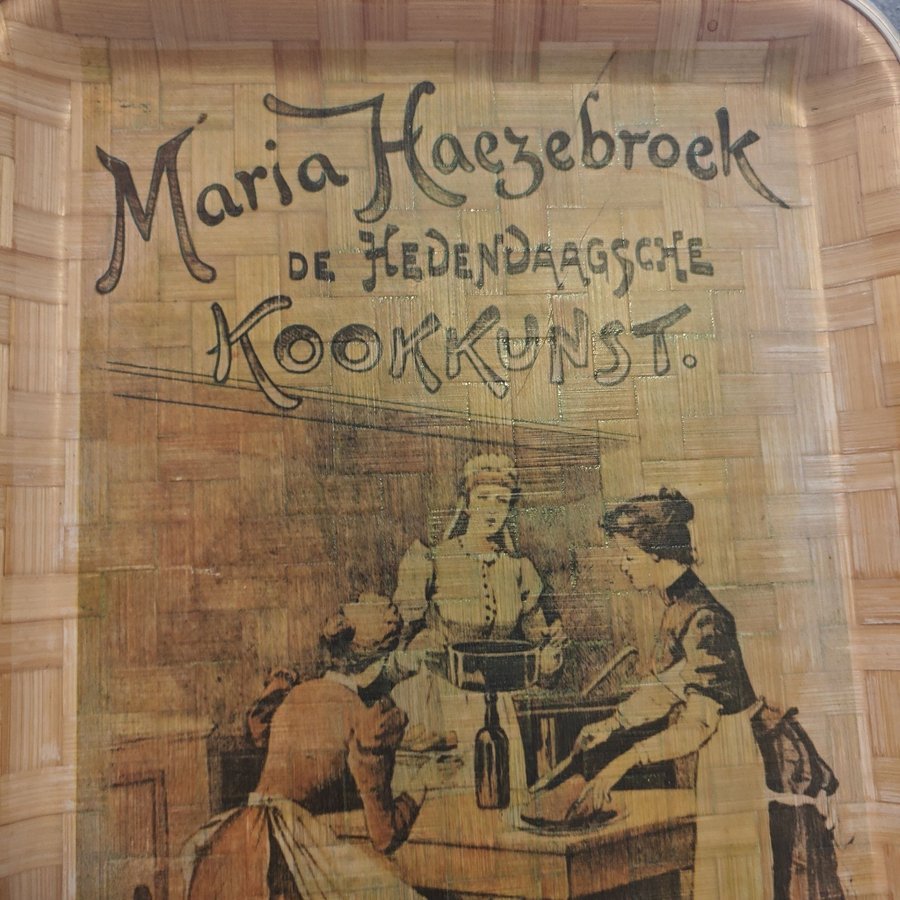 Maria Haezebroek
DE HEDENDAAGSCHE
KOOKKUNST.